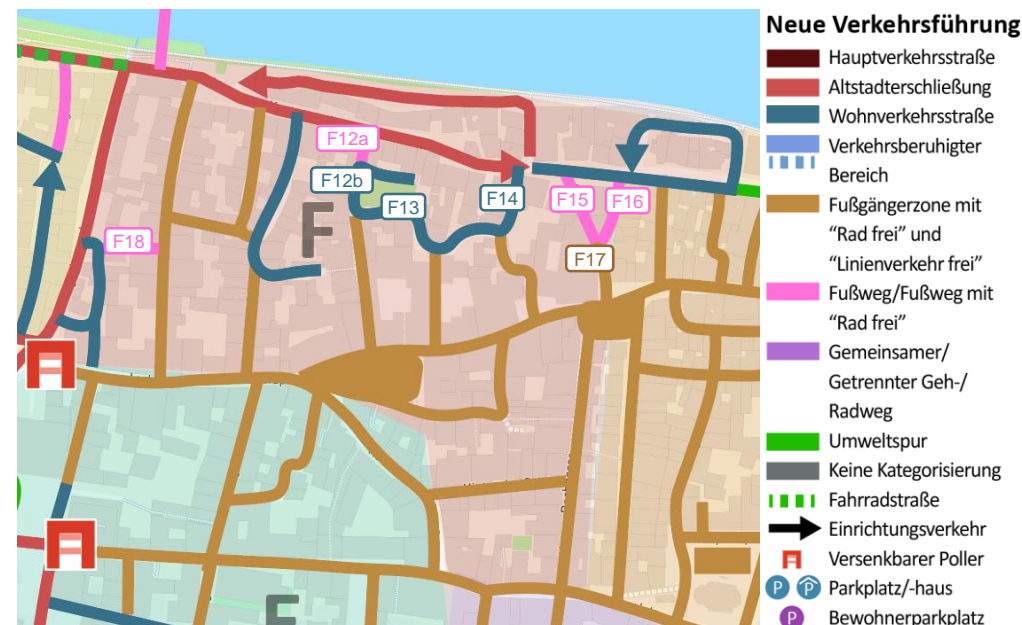 F12a
F12b
F13
F14
F15
F16
F17
F18
F
E
Neue Verkehrsführung
Hauptverkehrsstraße
Altstadterschließung
Wohnverkehrsstraße
Verkehrsberuhigter
Bereich
Fußgängerzone mit
“Rad frei” und
“Linienverkehr frei”
Fußweg/Fußweg mit
“Rad frei”
Gemeinsamer/
Getrennter Geh-/
Radweg
Umweltspur
Keine Kategorisierung
Fahrradstraße
Einrichtungsverkehr
Versenkbarer Poller
P P Parkplatz/-haus
P Bewohnerparkplatz